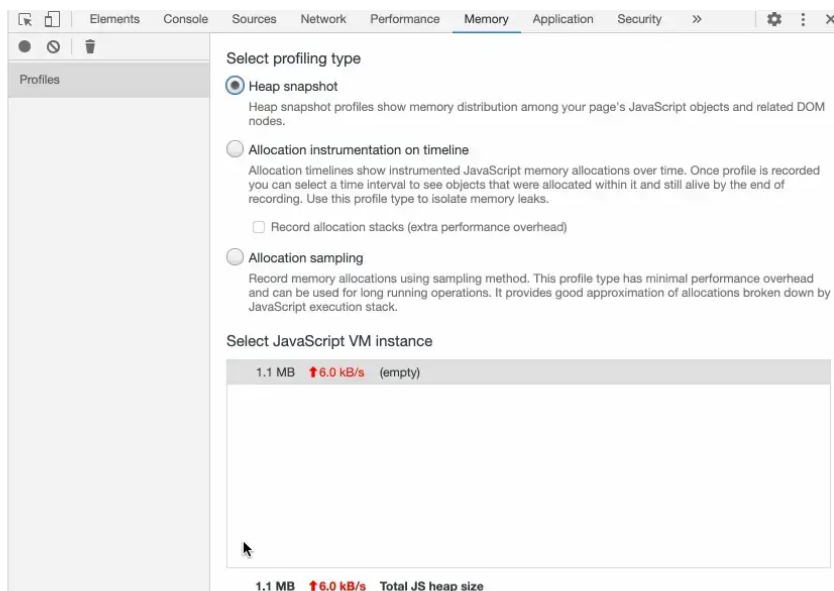 Elements Console Sources Network Performance Memory Application Security »
Profiles
Select profiling type
Heap snapshot
Heap snapshot profiles show memory distribution among your page's JavaScript objects and related DOM
nodes.
Allocation instrumentation on timeline
Allocation timelines show instrumented JavaScript memory allocations over time. Once profile is recorded
you can select a time interval to see objects that were allocated within it and still alive by the end of
recording. Use this profile type to isolate memory leaks.
Record allocation stacks (extra performance overhead)
Allocation sampling
Record memory allocations using sampling method. This profile type has minimal performance overhead
and can be used for long running operations. It provides good approximation of allocations broken down by
JavaScript execution stack.
Select JavaScript VM instance
1.1 MB ⬆6.0 kB/s (empty)
1.1 MB ⬆6.0 kB/s Total JS heap size